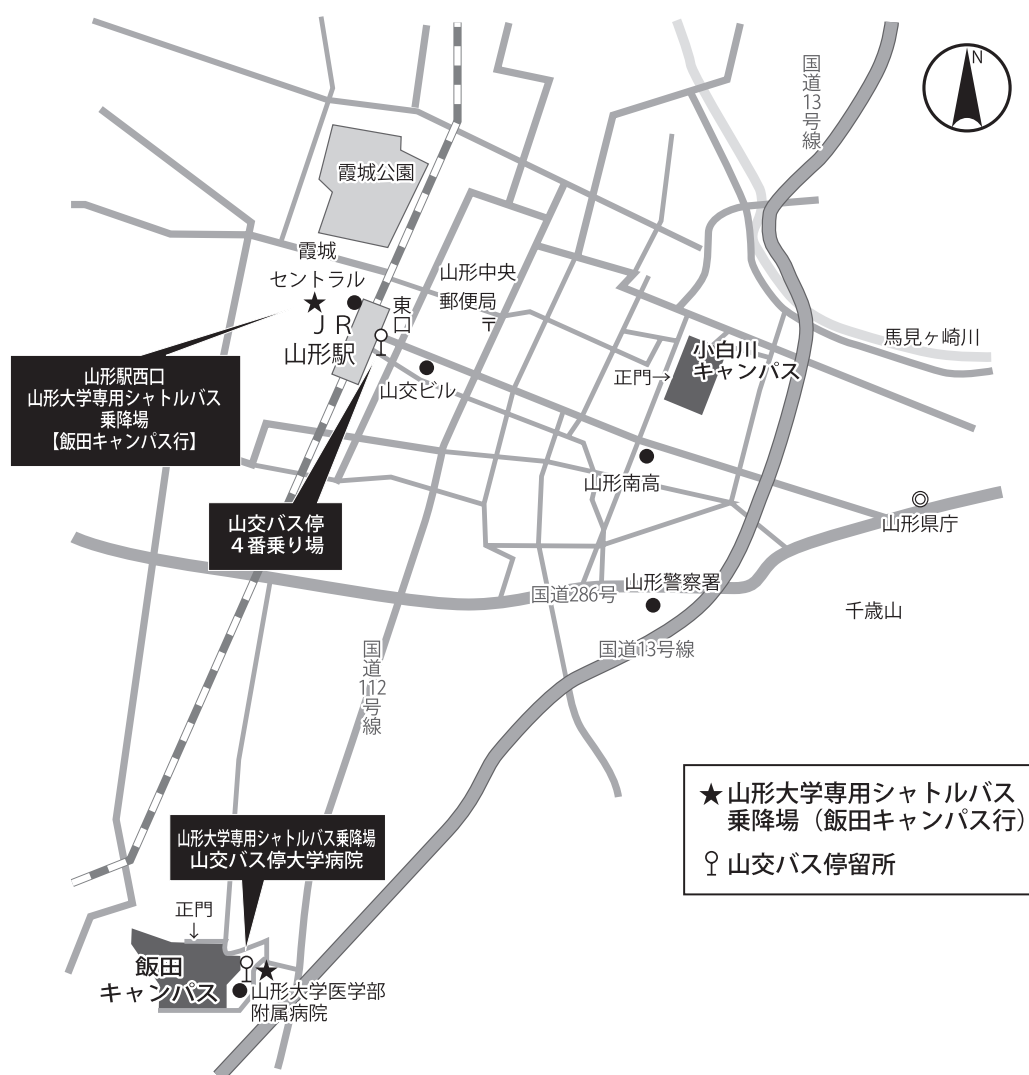 N
国道13号線
霞城公園
霞城
セントラル
山形中央
郵便局
〒
東口
JR
山形駅
山交ビル
小白川
キャンパス
正門→
馬見ヶ崎川
山形駅西口
山形大学専用シャトルバス
乗降場
【飯田キャンパス行】
山形南高
山交バス停
4番乗り場
山形県庁
国道286号
山形警察署
千歳山
国道13号線
国道112号線
★山形大学専用シャトルバス
乗降場（飯田キャンパス行）
山交バス停留所
山形大学専用シャトルバス乗降場
山交バス停大学病院
正門
↓
飯田
キャンパス
山形大学医学部
附属病院